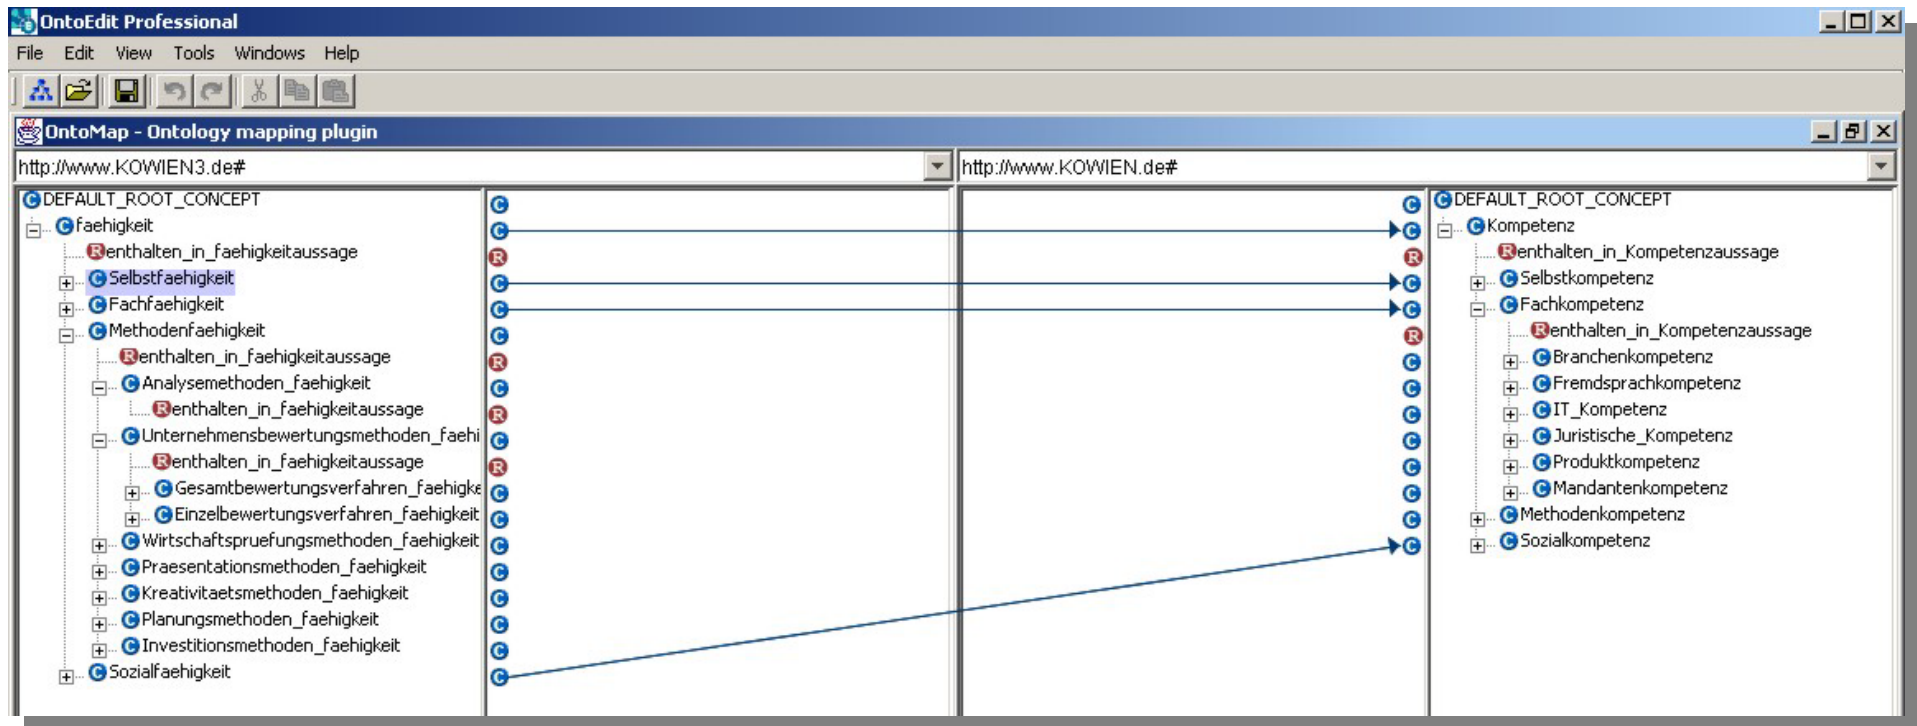 OntoEdit Professional
File Edit View Tools Windows Help
OntoMap - Ontology mapping plugin
http://www.KOWIEN3.de#
http://www.KOWIEN.de#
DEFAULT_ROOT_CONCEPT
faehigkeit
enthalten_in_faehigkeitaussage
Selbstfaehigkeit
Fachfaehigkeit
Methodenfaehigkeit
enthalten_in_faehigkeitaussage
Analysemethoden_faehigkeit
enthalten_in_faehigkeitaussage
Unternehmensbewertungsmethoden_faehi
enthalten_in_faehigkeitaussage
Gesamtbewertungsverfahren_faehigke
Einzelbewertungsverfahren_faehigkeit
Wirtschaftspruefungsmethoden_faehigkeit
Praesentationsmethoden_faehigkeit
Kreativitaetsmethoden_faehigkeit
Planungsmethoden_faehigkeit
Investitionsmethoden_faehigkeit
Sozialfaehigkeit
DEFAULT_ROOT_CONCEPT
Kompetenz
enthalten_in_Kompetenzaussage
Selbstkompetenz
Fachkompetenz
enthalten_in_Kompetenzaussage
Branchenkompetenz
Fremdsprachkompetenz
IT_Kompetenz
Juristische_Kompetenz
Produktkompetenz
Mandantenkompetenz
Methodenkompetenz
Sozialkompetenz